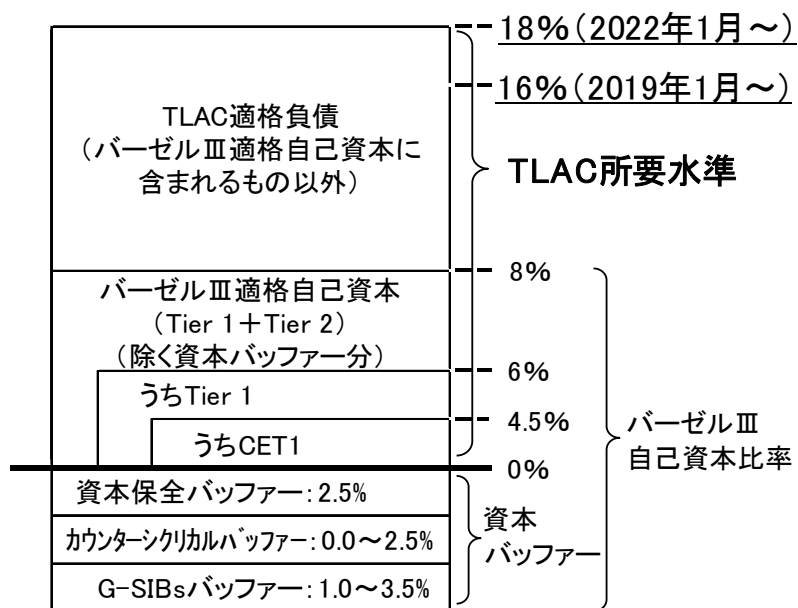 18%（2022年1月～）
16%（2019年1月～）
TLAC適格負債
（バーゼルⅢ適格自己資本に
含まれるもの以外）
TLAC所要水準
8%
バーゼルⅢ適格自己資本
（Tier 1＋Tier 2）
（除く資本バッファー分）
6%
うちTier 1
4.5%
うちCET1
バーゼルⅢ
自己資本比率
0%
資本保全バッファー：2.5%
カウンターシクリカルバッファー：0.0～2.5%
G-SIBsバッファー：1.0～3.5%
資本
バッファー